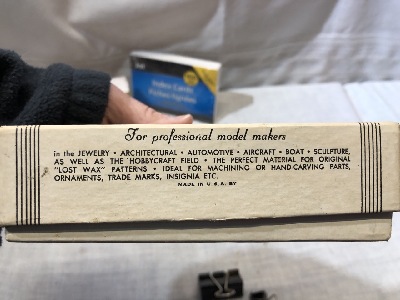 Index Cards
For professional model makers
in the JEWELRY • ARCHITECTURAL • AUTOMOTIVE • AIRCRAFT • BOAT • SCULPTURE,
AS WELL AS THE HOBBYCRAFT FIELD • THE PERFECT MATERIAL FOR ORIGINAL
"LOST WAX" PATTERNS • IDEAL FOR MACHINING OR HAND-CARVING PARTS,
ORNAMENTS, TRADE MARKS, INSIGNIA ETC.
MADE IN U.S.A. BY